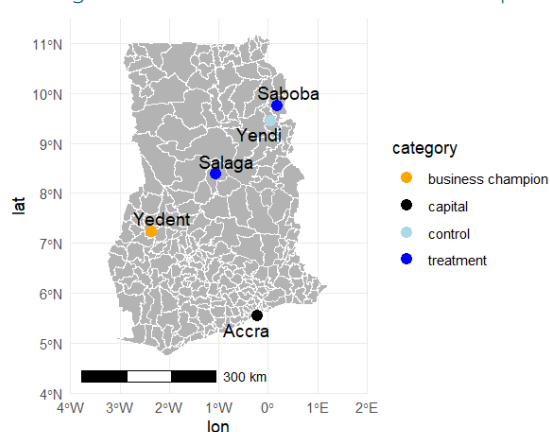 11°N
10°N
9°N
8°N
7°N
6°N
5°N
4°N
lat
Saboba
Yendi
Salaga
Yedent
Accra
300 km
4°W 3°W 2°W 1°W 0° 1°E 2°E
lon
category
business champion
capital
control
treatment